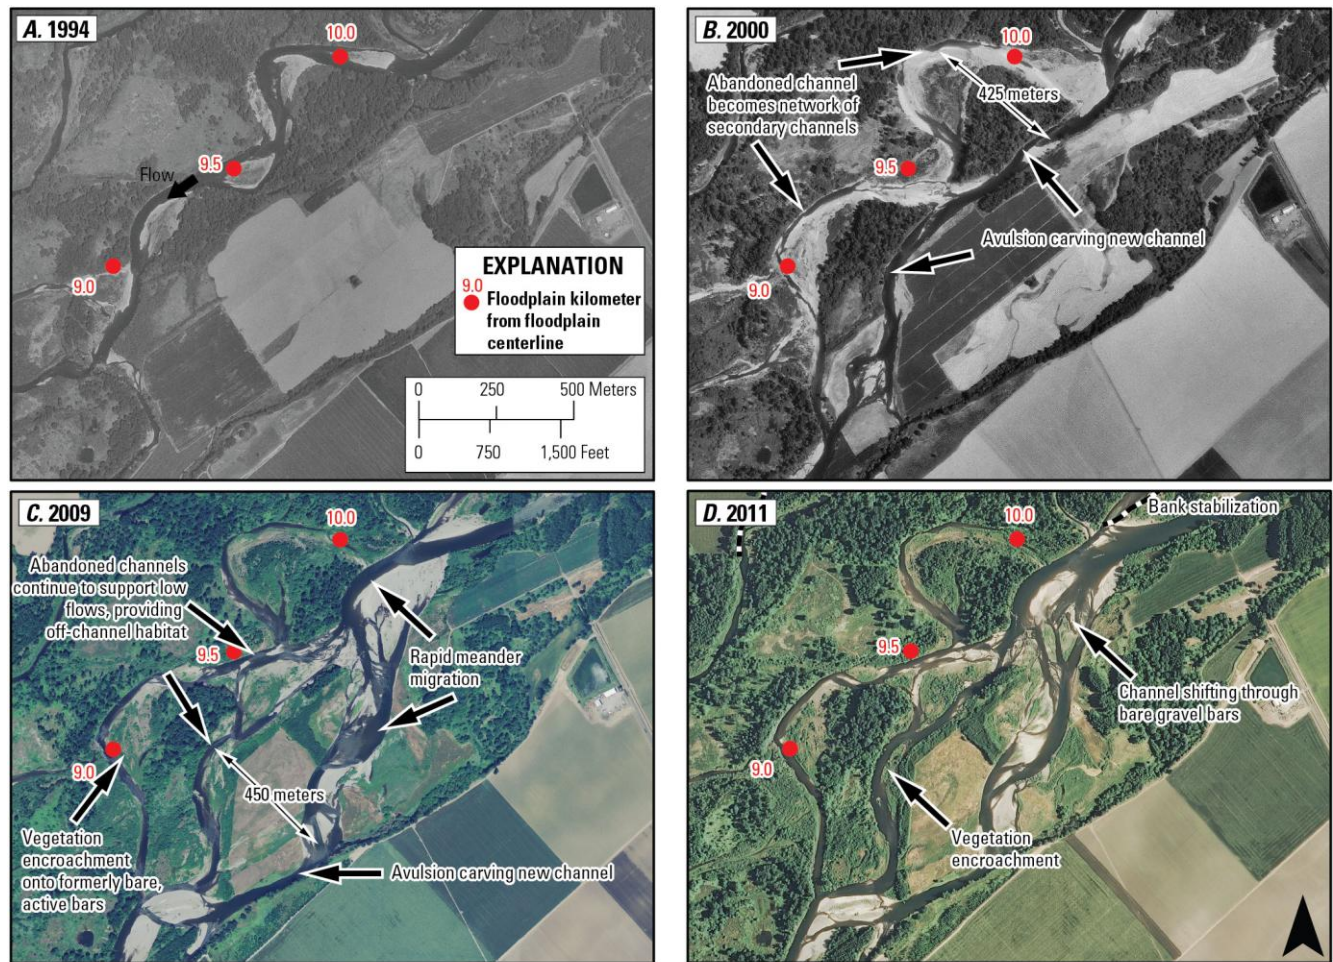 A. 1994
10.0
9.5
Flow
9.0
EXPLANATION
9.0
Floodplain kilometer
from floodplain
centerline
0 250 500 Meters
0 750 1,500 Feet
B. 2000
10.0
Abandoned channel
becomes network of
secondary channels
425 meters
9.5
Avulsion carving new channel
9.0
C. 2009
10.0
Abandoned channels
continue to support low
flows, providing
off-channel habitat
9.5
Rapid meander
migration
9.0
450 meters
Vegetation
encroachment
onto formerly bare,
active bars
Avulsion carving new channel
D. 2011
Bank stabilization
10.0
9.5
Channel shifting through
bare gravel bars
9.0
Vegetation
encroachment